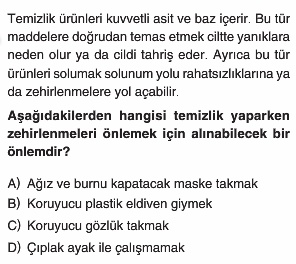 Temizlik ürünleri kuvvetli asit ve baz içerir. Bu tür
maddelere doğrudan temas etmek ciltte yanıklara
neden olur ya da cildi tahriş eder. Ayrıca bu tür
ürünleri solumak solunum yolu rahatsızlıklarına ya
da zehirlenmelere yol açabilir.
Aşağıdakilerden hangisi temizlik yaparken
zehirlenmeleri önlemek için alınabilecek bir
önlemdir?
A) Ağız ve burnu kapatacak maske takmak
B) Koruyucu plastik eldiven giymek
C) Koruyucu gözlük takmak
D) Çıplak ayak ile çalışmamak